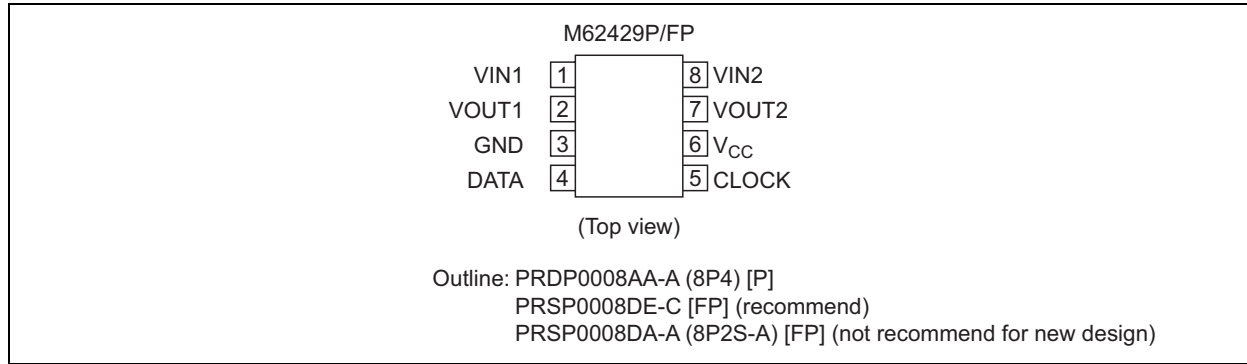 M62429P/FP
VIN1 1 8 VIN2
VOUT1 2 7 VOUT2
GND 3 6 VCC
DATA 4 5 CLOCK
(Top view)
Outline: PRDP0008AA-A (8P4) [P]
PRSP0008DE-C [FP] (recommend)
PRSP0008DA-A (8P2S-A) [FP] (not recommend for new design)